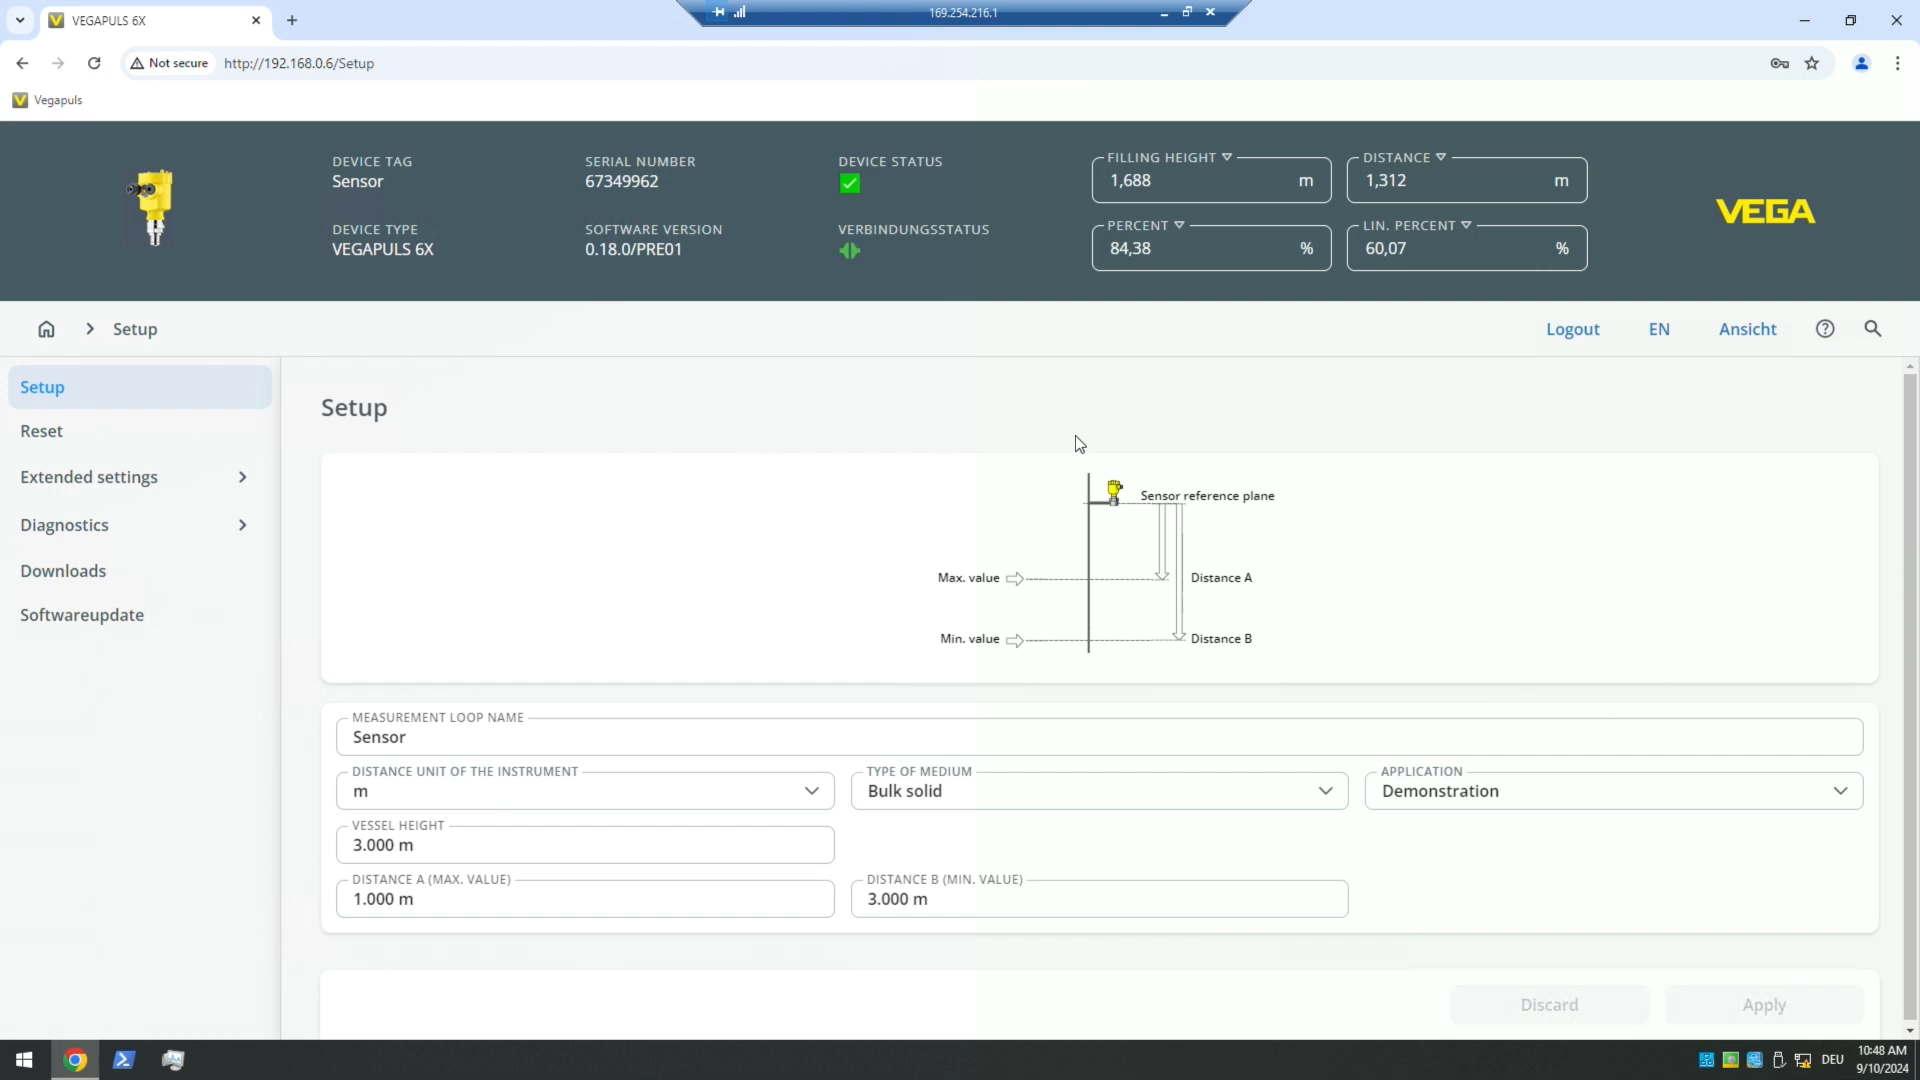 VEGAPULS 6X
169.254.216.1
Not secure
http://192.168.0.6/Setup
Vegapuls
DEVICE TAG
Sensor
SERIAL NUMBER
67349962
DEVICE STATUS
FILLING HEIGHT
1,688 m
DISTANCE
1,312 m
DEVICE TYPE
VEGAPULS 6X
SOFTWARE VERSION
0.18.0/PRE01
VERBINDUNGSSTATUS
PERCENT
84,38 %
LIN. PERCENT
60,07 %
VEGA
Setup
Logout
EN
Ansicht
Setup
Reset
Extended settings
Diagnostics
Downloads
Softwareupdate
Setup
Sensor reference plane
Max. value
Distance A
Min. value
Distance B
MEASUREMENT LOOP NAME
Sensor
DISTANCE UNIT OF THE INSTRUMENT
m
TYPE OF MEDIUM
Bulk solid
APPLICATION
Demonstration
VESSEL HEIGHT
3.000 m
DISTANCE A (MAX. VALUE)
1.000 m
DISTANCE B (MIN. VALUE)
3.000 m
Discard
Apply
DEU
10:48 AM
9/10/2024